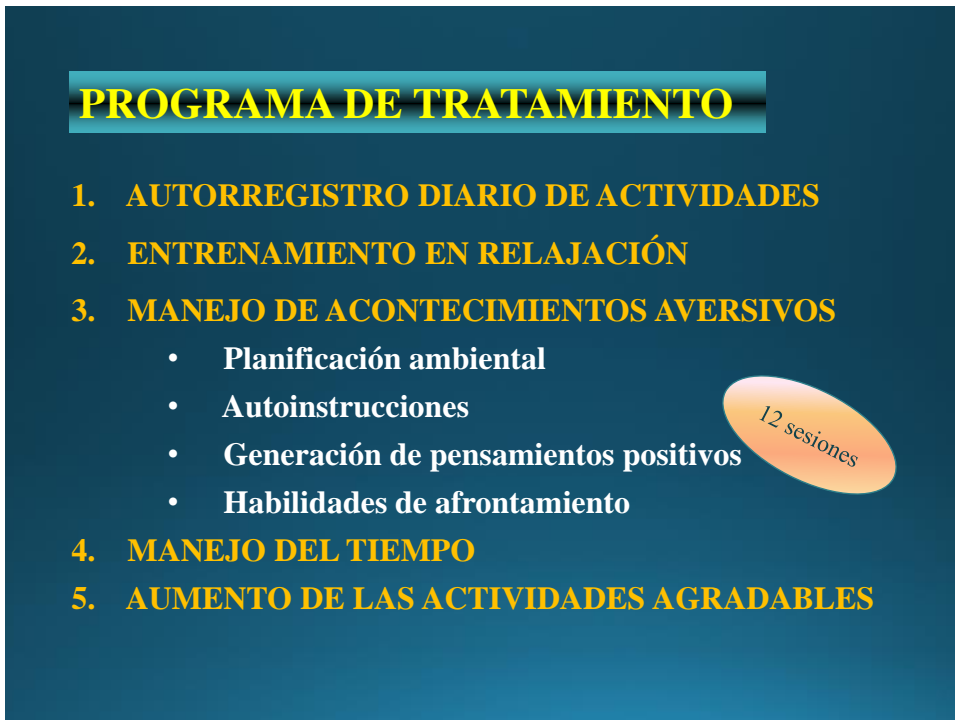 PROGRAMA DE TRATAMIENTO
1. AUTORREGISTRO DIARIO DE ACTIVIDADES
2. ENTRENAMIENTO EN RELAJACIÓN
3. MANEJO DE ACONTECIMIENTOS AVERSIVOS
• Planificación ambiental
• Autoinstrucciones
• Generación de pensamientos positivos
• Habilidades de afrontamiento
12 sesiones
4. MANEJO DEL TIEMPO
5. AUMENTO DE LAS ACTIVIDADES AGRADABLES